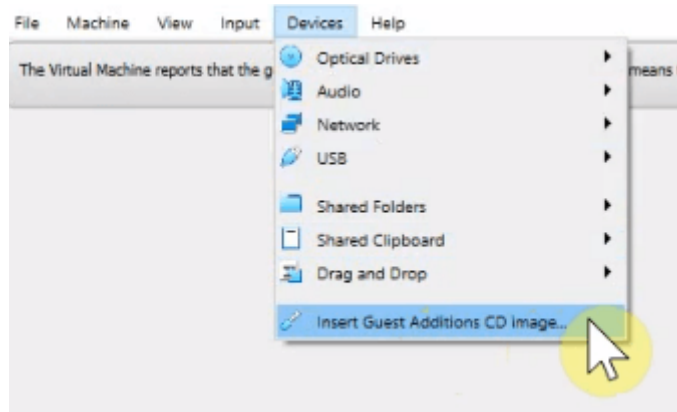 File Machine View Input Devices Help
The Virtual Machine reports that the g
means
Optical Drives
Audio
Network
USB
Shared Folders
Shared Clipboard
Drag and Drop
Insert Guest Additions CD image...